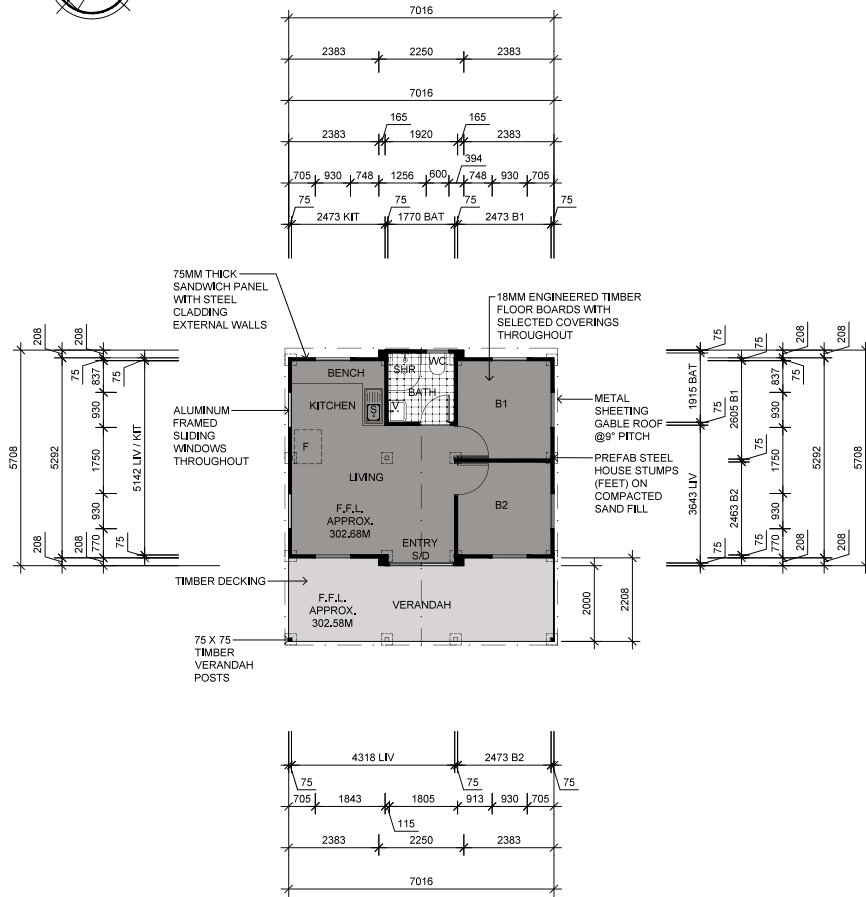 7016
2383 2250 2383
7016
165 165
2383 1920 2383
394
705 930 748 1256 600 748 930 705
75 75 75 75
2473 KIT 1770 BAT 2473 B1
75MM THICK
SANDWICH PANEL
WITH STEEL
CLADDING
EXTERNAL WALLS
18MM ENGINEERED TIMBER
FLOOR BOARDS WITH
SELECTED COVERINGS
THROUGHOUT
ALUMINUM
FRAMED
SLIDING
WINDOWS
THROUGHOUT
METAL
SHEETING
GABLE ROOF
@9° PITCH
PREFAB STEEL
HOUSE STUMPS
(FEET) ON
COMPACTED
SAND FILL
TIMBER DECKING
75 X 75
TIMBER
VERANDAH
POSTS
BENCH
SHR
WC
KITCHEN
S
V
BATH
B1
F
LIVING
F.F.L.
APPROX.
302.68M
ENTRY
S/D
B2
F.F.L.
APPROX.
302.58M
VERANDAH
5708
208
5292
208
208
75
837
930
1750
930
770
208
5142 LIV / KIT
75
75
1915 BAT
75
3643 LIV
75
2605 B1
75
2463 B2
75
208
75
837
930
1750
930
770
75
208
208
5292
208
5708
2000
2208
4318 LIV 2473 B2
75 75 75
705 1843 1805 913 930 705
115
2383 2250 2383
7016